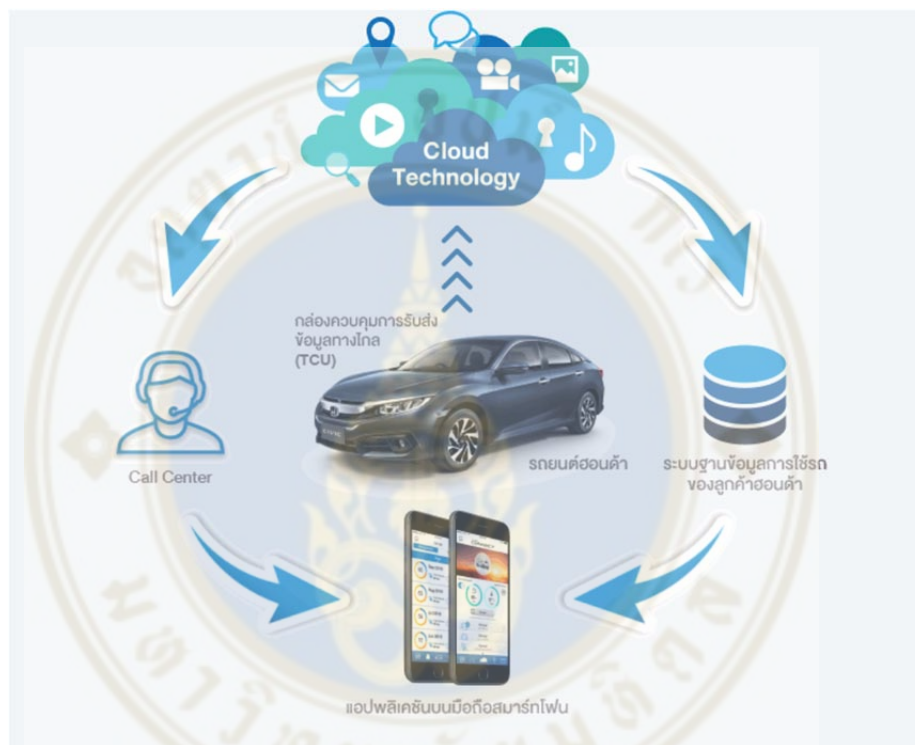 Cloud
Technology
กล่องควบคุมการรับส่ง
ข้อมูลทางไกล
(TCU)
รถยนต์ฮอนด้า
Call Center
ระบบฐานข้อมูลการใช้รถ
ของลูกค้าฮอนด้า
แอปพลิเคชันบนมือถือสมาร์ทโฟน